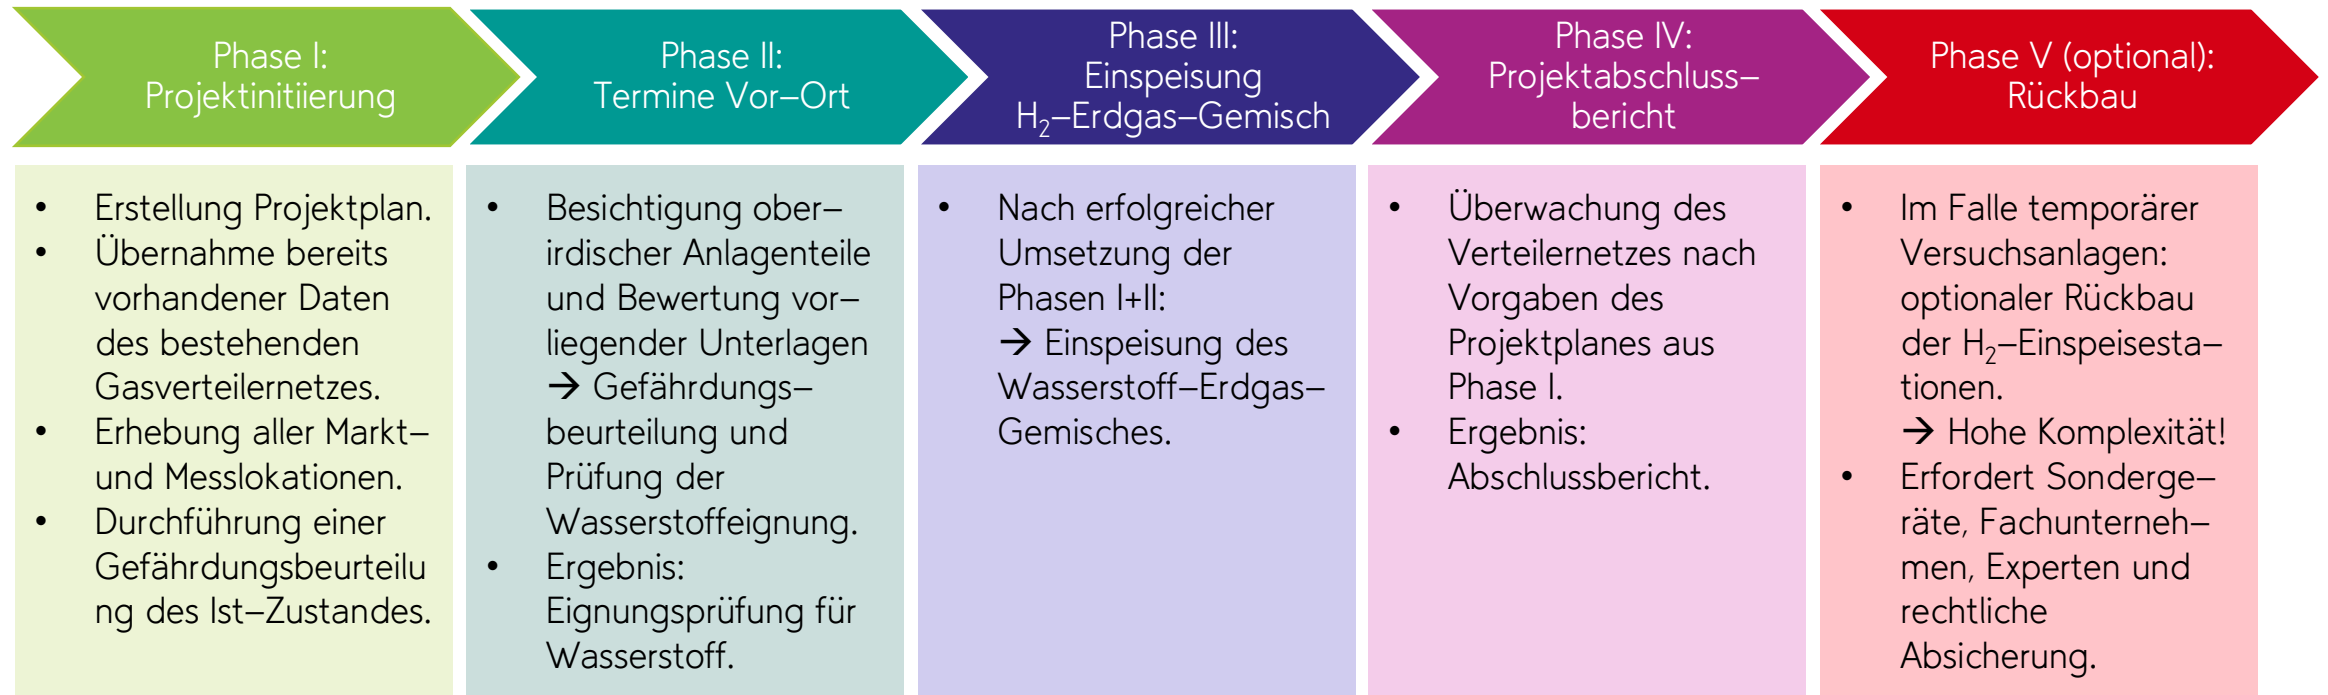 Phase I:
Projektinitiierung
Phase II:
Termine Vor–Ort
Phase III:
Einspeisung
H₂–Erdgas–Gemisch
Phase IV:
Projektabschluss–
bericht
Phase V (optional):
Rückbau
• Erstellung Projektplan.
• Übernahme bereits
vorhandener Daten
des bestehenden
Gasverteilernetzes.
• Erhebung aller Markt–
und Messlokationen.
• Durchführung einer
Gefährdungsbeurteilu
ng des Ist–Zustandes.
• Besichtigung ober–
irdischer Anlagenteile
und Bewertung vor–
liegender Unterlagen
→ Gefährdungs–
beurteilung und
Prüfung der
Wasserstoffeignung.
• Ergebnis:
Eignungsprüfung für
Wasserstoff.
• Nach erfolgreicher
Umsetzung der
Phasen I+II:
→ Einspeisung des
Wasserstoff–Erdgas–
Gemisches.
• Überwachung des
Verteilernetzes nach
Vorgaben des
Projektplanes aus
Phase I.
• Ergebnis:
Abschlussbericht.
• Im Falle temporärer
Versuchsanlagen:
optionaler Rückbau
der H₂–Einspeisesta–
tionen.
→ Hohe Komplexität!
• Erfordert Sonderge–
räte, Fachunterneh–
men, Experten und
rechtliche
Absicherung.